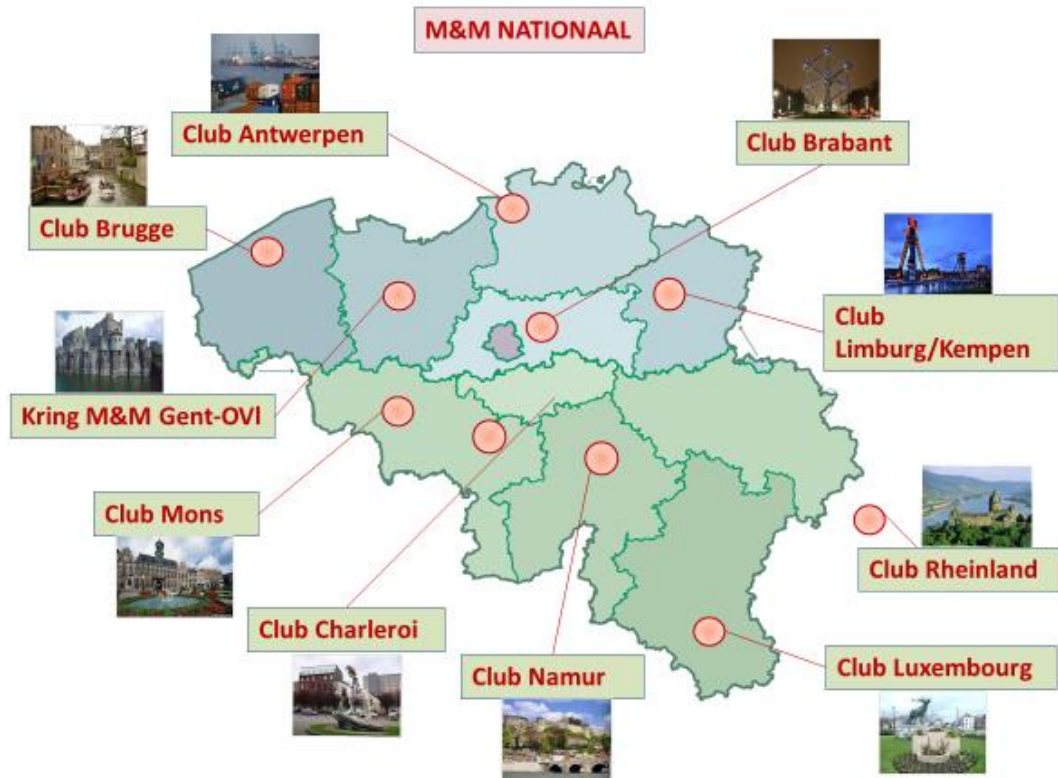 M&M NATIONAAL
Club Antwerpen
Club Brabant
Club Brugge
Club
Limburg/Kempen
Kring M&M Gent-OVl
Club Mons
Club Rheinland
Club Charleroi
Club Namur
Club Luxembourg